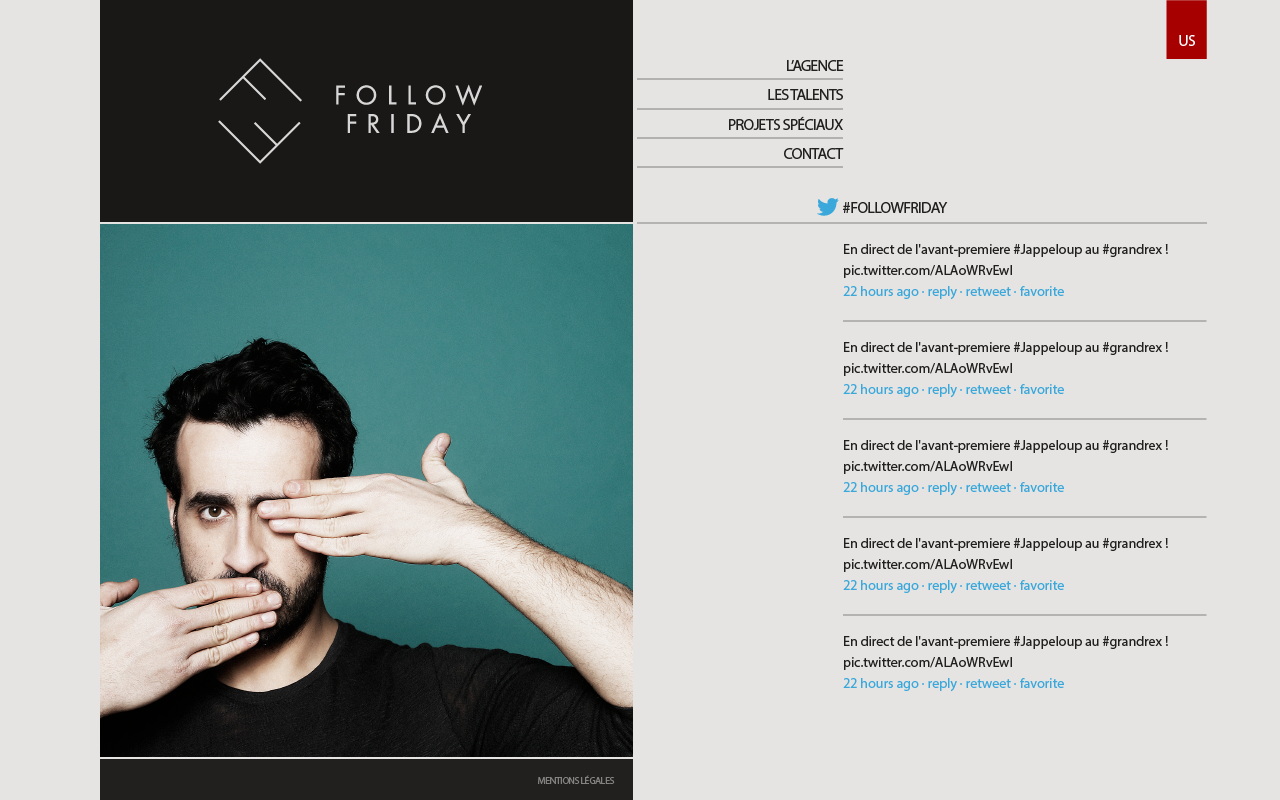 FOLLOW
FRIDAY
US
L'AGENCE
LES TALENTS
PROJETS SPÉCIAUX
CONTACT
#FOLLOWFRIDAY
En direct de l'avant-premiere #Jappeloup au #grandrex !
pic.twitter.com/ALAoWRvEwI
22 hours ago · reply · retweet · favorite
En direct de l'avant-premiere #Jappeloup au #grandrex !
pic.twitter.com/ALAoWRvEwI
22 hours ago · reply · retweet · favorite
En direct de l'avant-premiere #Jappeloup au #grandrex !
pic.twitter.com/ALAoWRvEwI
22 hours ago · reply · retweet · favorite
En direct de l'avant-premiere #Jappeloup au #grandrex !
pic.twitter.com/ALAoWRvEwI
22 hours ago · reply · retweet · favorite
En direct de l'avant-premiere #Jappeloup au #grandrex !
pic.twitter.com/ALAoWRvEwI
22 hours ago · reply · retweet · favorite
MENTIONS LÉGALES